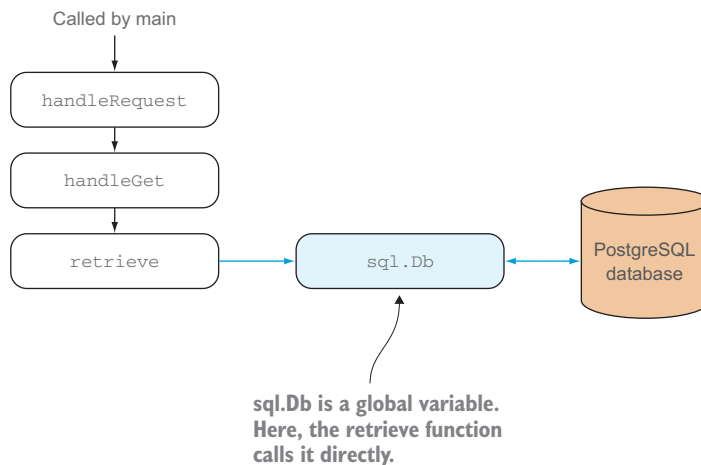 Called by main
handleRequest
handleGet
retrieve
sql.Db
PostgreSQL
database
sql.Db is a global variable.
Here, the retrieve function
calls it directly.